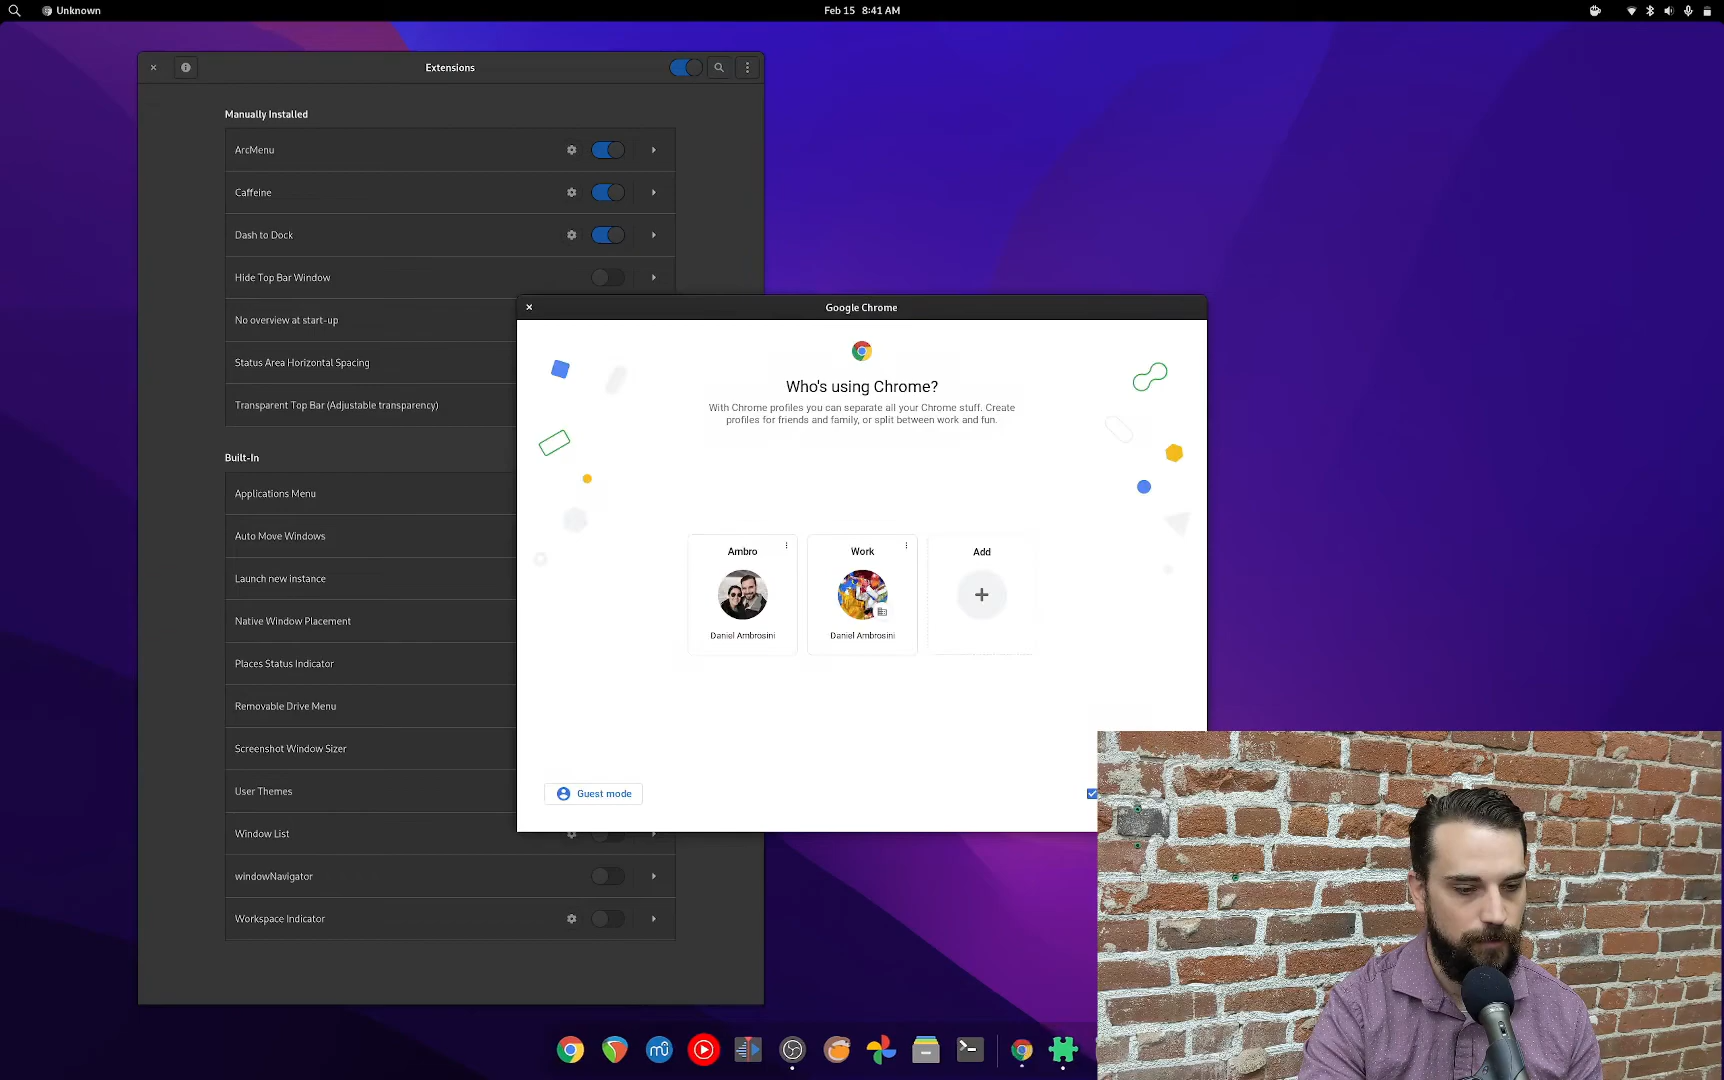 Unknown
Feb 15 8:41 AM
Extensions
Manually Installed
ArcMenu
Caffeine
Dash to Dock
Hide Top Bar Window
No overview at start-up
Status Area Horizontal Spacing
Transparent Top Bar (Adjustable transparency)
Built-In
Applications Menu
Auto Move Windows
Launch new instance
Native Window Placement
Places Status Indicator
Removable Drive Menu
Screenshot Window Sizer
User Themes
Window List
windowNavigator
Workspace Indicator
Google Chrome
Who's using Chrome?
With Chrome profiles you can separate all your Chrome stuff. Create
profiles for friends and family, or split between work and fun.
Ambro
Daniel Ambrosini
Work
Daniel Ambrosini
Add
Guest mode